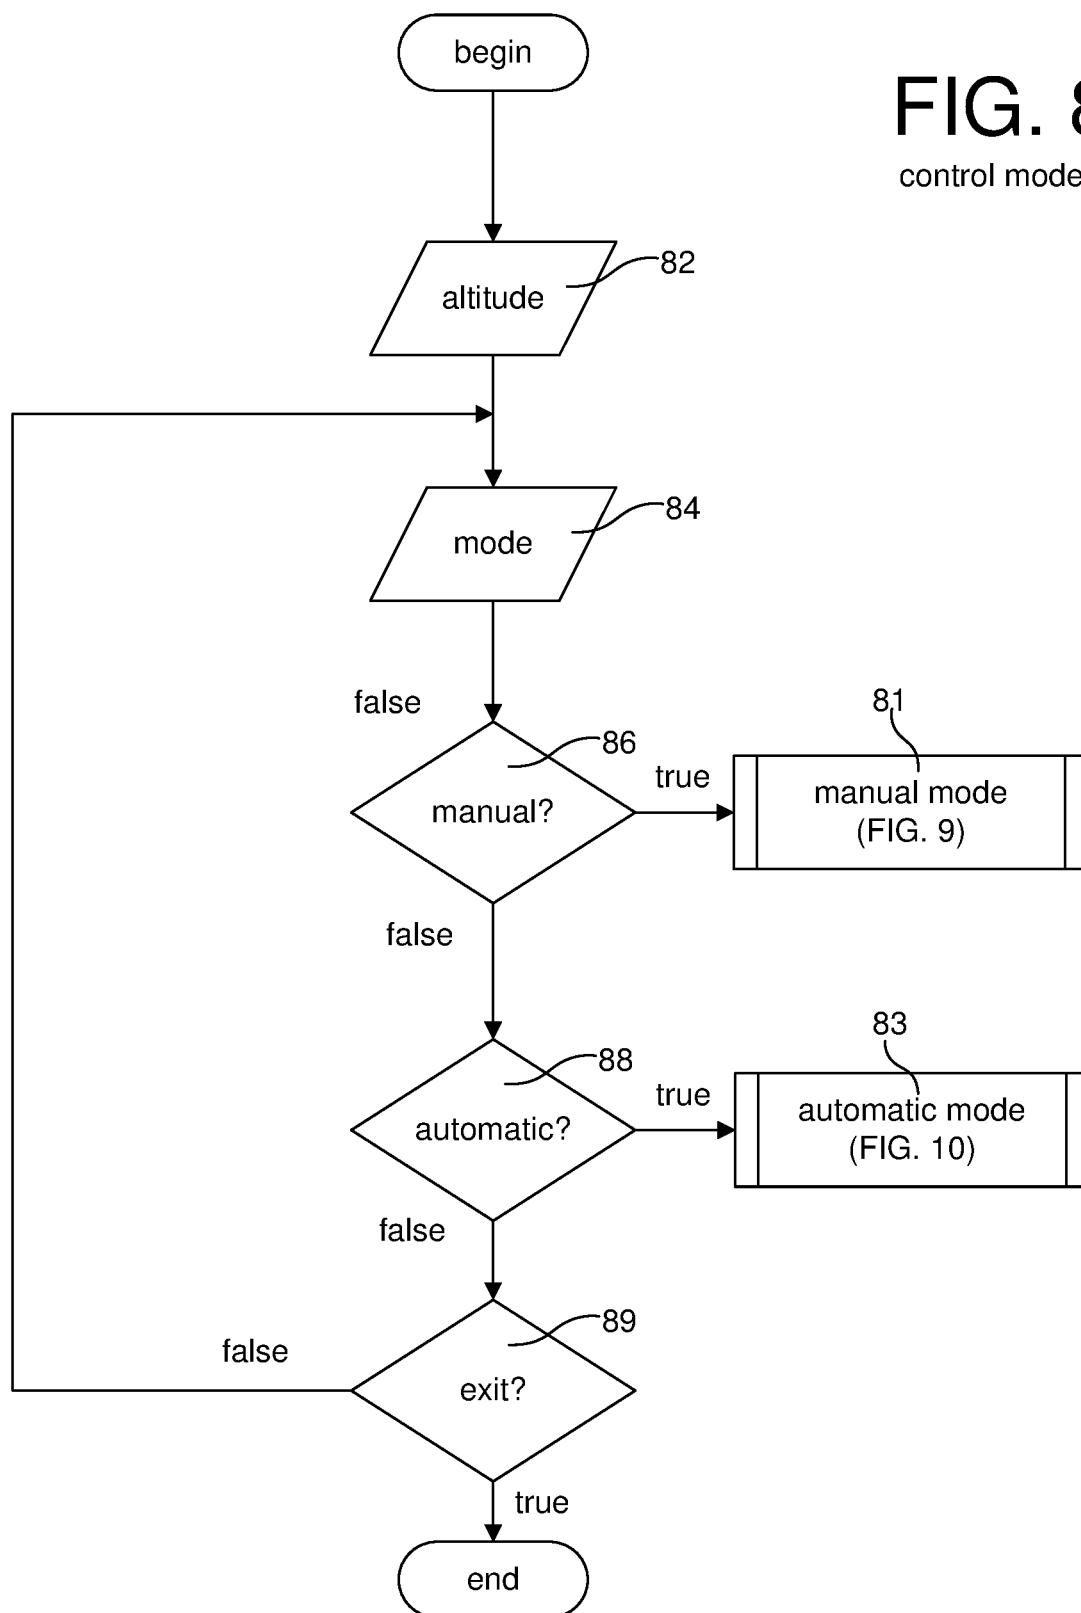 begin
FIG. 8
control mode
82
altitude
84
mode
false
81
86
true
manual mode
(FIG. 9)
manual?
false
83
88
true
automatic mode
(FIG. 10)
automatic?
false
89
false
exit?
true
end